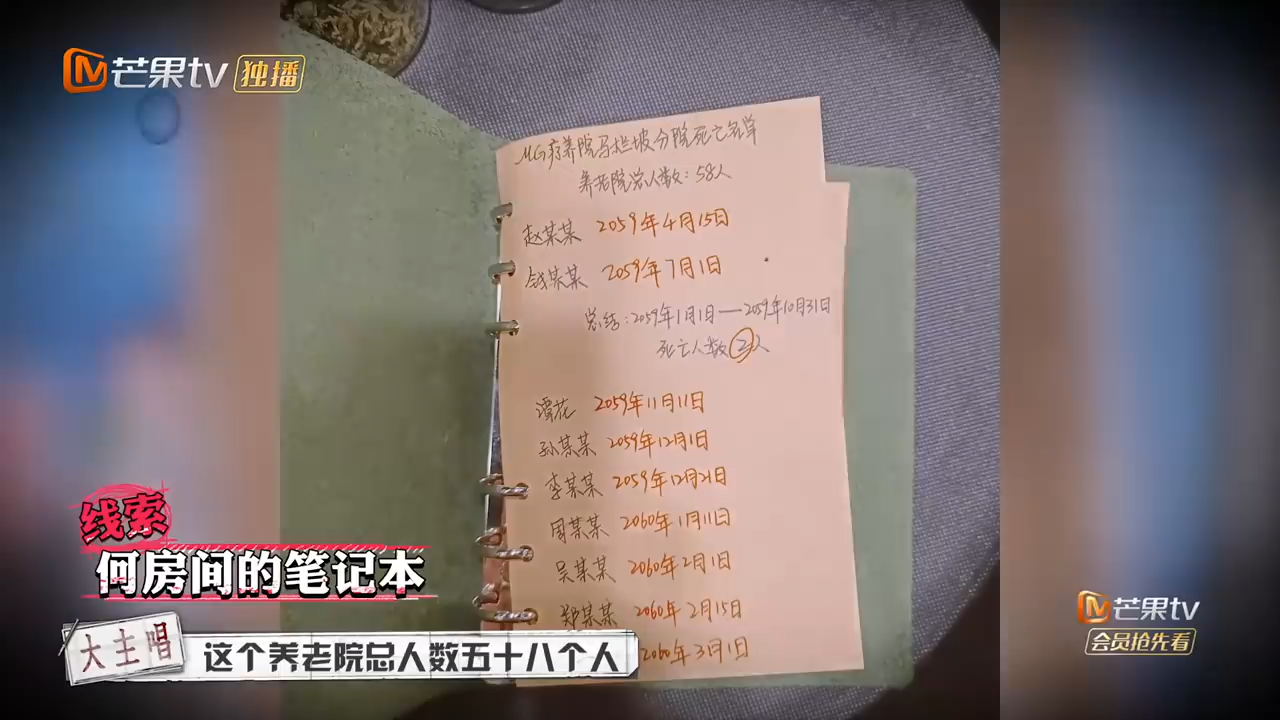 芒果tv 独播
MG疗养院马栏坡分院死亡名单
养老院总人数：58人
赵某某 2059年4月15日
钱某某 2059年7月1日
总结：2059年1月1日——2059年10月31日
死亡人数2人
谭花 2059年11月11日
孙某某 2059年12月1日
李某某 2059年12月21日
周某某 2060年1月11日
吴某某 2060年2月1日
郑某某 2060年2月15日
2060年3月1日
线索
何房间的笔记本
大主唱
这个养老院总人数五十八个人
芒果tv
会员抢先看